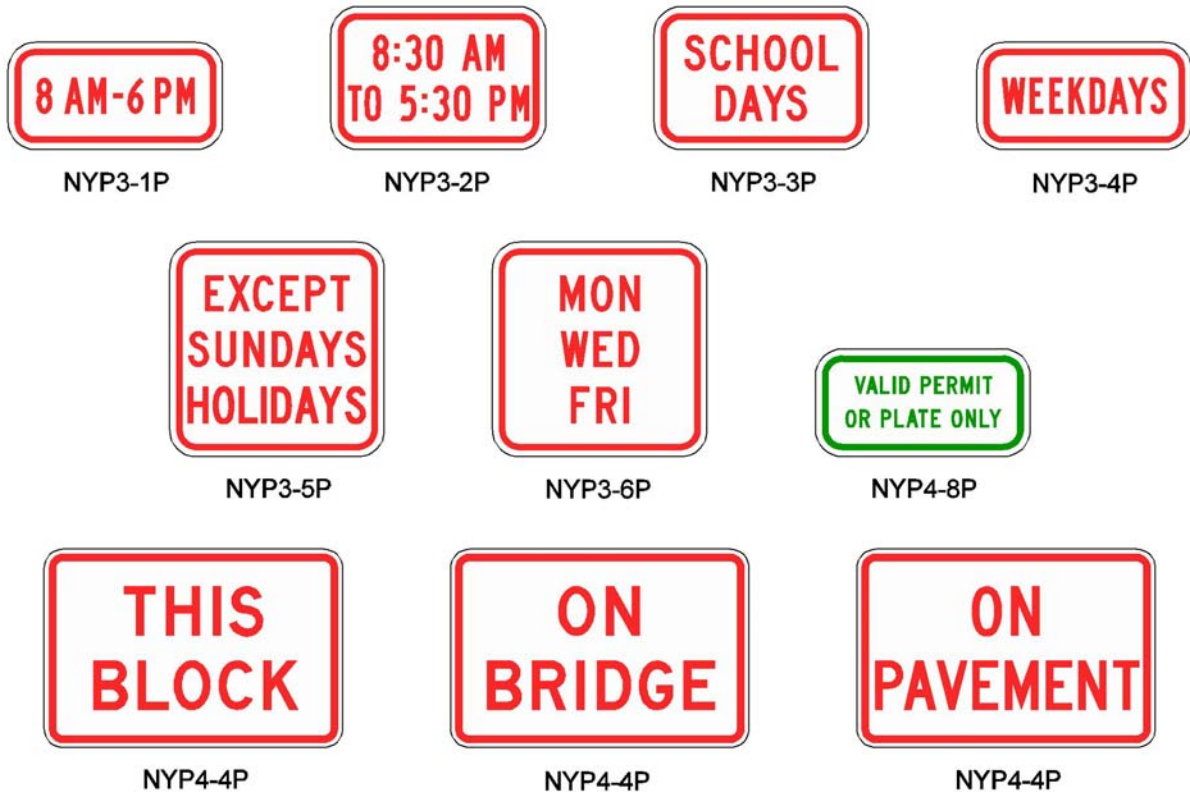 8 AM-6 PM
NYP3-1P
8:30 AM
TO 5:30 PM
NYP3-2P
SCHOOL
DAYS
NYP3-3P
WEEKDAYS
NYP3-4P
EXCEPT
SUNDAYS
HOLIDAYS
NYP3-5P
MON
WED
FRI
NYP3-6P
VALID PERMIT
OR PLATE ONLY
NYP4-8P
THIS
BLOCK
NYP4-4P
ON
BRIDGE
NYP4-4P
ON
PAVEMENT
NYP4-4P